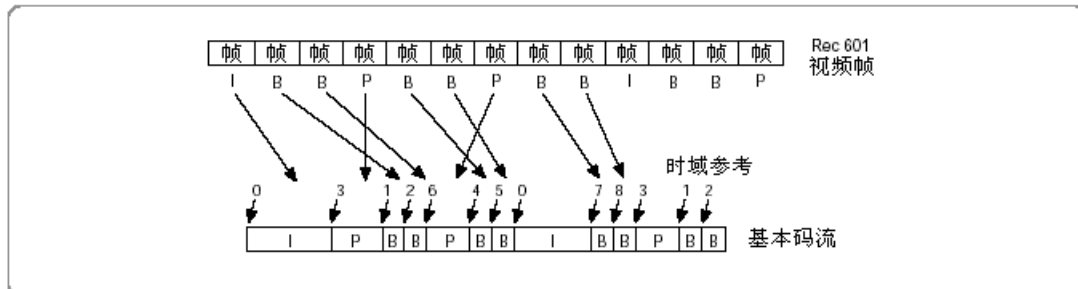 帧 帧 帧 帧 帧 帧 帧 帧 帧 帧 帧 帧 帧 Rec 601
视频帧
I B B P B B P B B I B B P
时域参考
0 3 1 2 6 4 5 0 7 8 3 1 2
I P B B P B B I B B P B B 基本码流